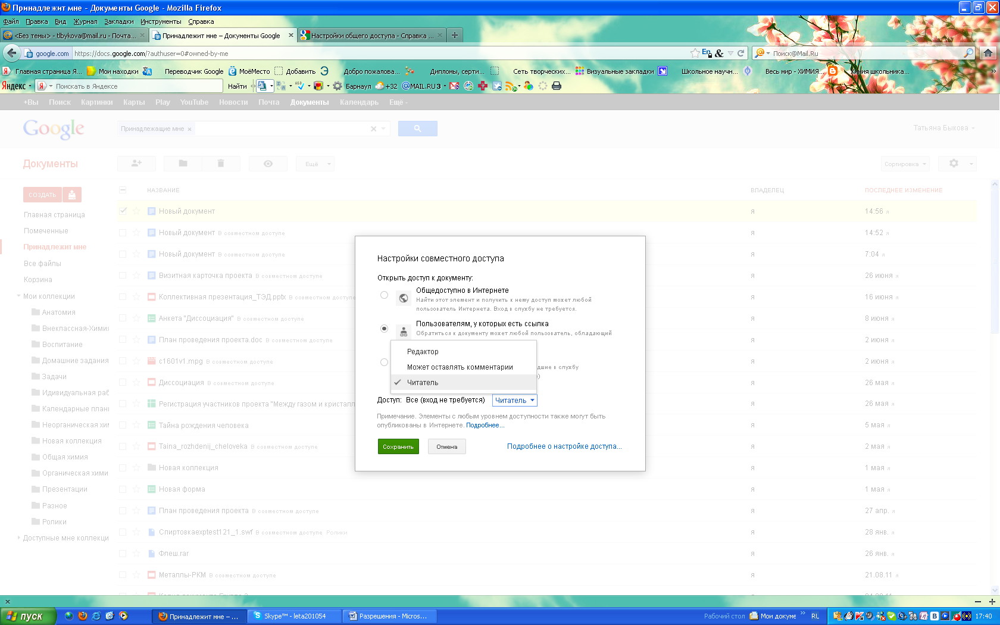 Принадлежит мне - Документы Google - Mozilla Firefox
Файл Правка Вид Журнал Закладки Инструменты Справка
<Без темы> - tlbykova@mail.ru - Почта... Принадлежит мне – Документы Google Настройки общего доступа - Справка ...
google.com https://docs.google.com/?authuser=0#owned-by-me Поиск@Mail.Ru
Главная страница Я... Мои находки Переводчик Google МоёМесто Добавить Добро пожалова... Дипломы, серти... Сеть творческих... Визуальные закладки Школьное научн... Весь мир - ХИМИЯ... Химия школьника...
Яндекс Поискать в Яндексе Найти Барнаул +32 @MAIL.RU 3
+Вы Поиск Картинки Карты Play YouTube Новости Почта Документы Календарь Ещё
Google Принадлежащие мне × Татьяна Быкова
Документы Ещё Сортировка
СОЗДАТЬ НАЗВАНИЕ ВЛАДЕЛЕЦ ПОСЛЕДНЕЕ ИЗМЕНЕНИЕ
Главная страница
Помеченные
Принадлежит мне
Все файлы
Корзина
Мои коллекции
Анатомия
Внеклассная-Химия
Воспитание
Домашние задания
Задачи
Идивидуальная раб
Календарные план
Неорганическая хим
Новая коллекция
Общая химия
Органическая хими
Презентации
Разное
Ролики
Доступные мне коллекци
Новый документ я 14:56 я
Новый документ В совместном доступе я 14:52 я
Новый документ В совместном доступе я 7:04 я
Визитная карточка проекта В совместном доступе я 26 июня я
Коллективная презентация_ТЭД.pptx В совместном доступе я 16 июня я
Анкета "Диссоциация" В совместном доступе я 8 июня я
План проведения проекта.doc В совместном доступе я 2 июня я
c1601v1.mpg В совместном доступе я 2 июня я
Диссоциация В совместном доступе я 26 мая я
Регистрация участников проекта "Между газом и кристалл я 26 мая я
Тайна рождения человека я 5 мая я
Taina_rozhdenij_cheloveka В совместном доступе я 2 мая я
Новая коллекция я 1 мая я
Новая форма я 1 мая я
План проведения проекта В совместном доступе я 27 апр. я
Спиртовкаexptest121_1.swf В совместном доступе Ролики я 28 янв. я
Флеш.rar я 26 янв. я
Металлы-РКМ В совместном доступе я 21.08.11 я
Настройки совместного доступа
Открыть доступ к документу:
Общедоступно в Интернете
Найти этот элемент и получить к нему доступ может любой
пользователь Интернета. Вход в службу не требуется.
Пользователям, у которых есть ссылка
Обратиться к документу может любой пользователь, обладающий
Редактор
Может оставлять комментарии
дшие в службу
Читатель
Доступ: Все (вход не требуется) Читатель
Примечание. Элементы с любым уровнем доступности также могут быть
опубликованы в Интернете. Подробнее...
Сохранить Отмена Подробнее о настройке доступа...
пуск Принадлежит мне – ... Skype™ - leta201054 Разрешения - Micros... Рабочий стол Мои докуме RL 17:40